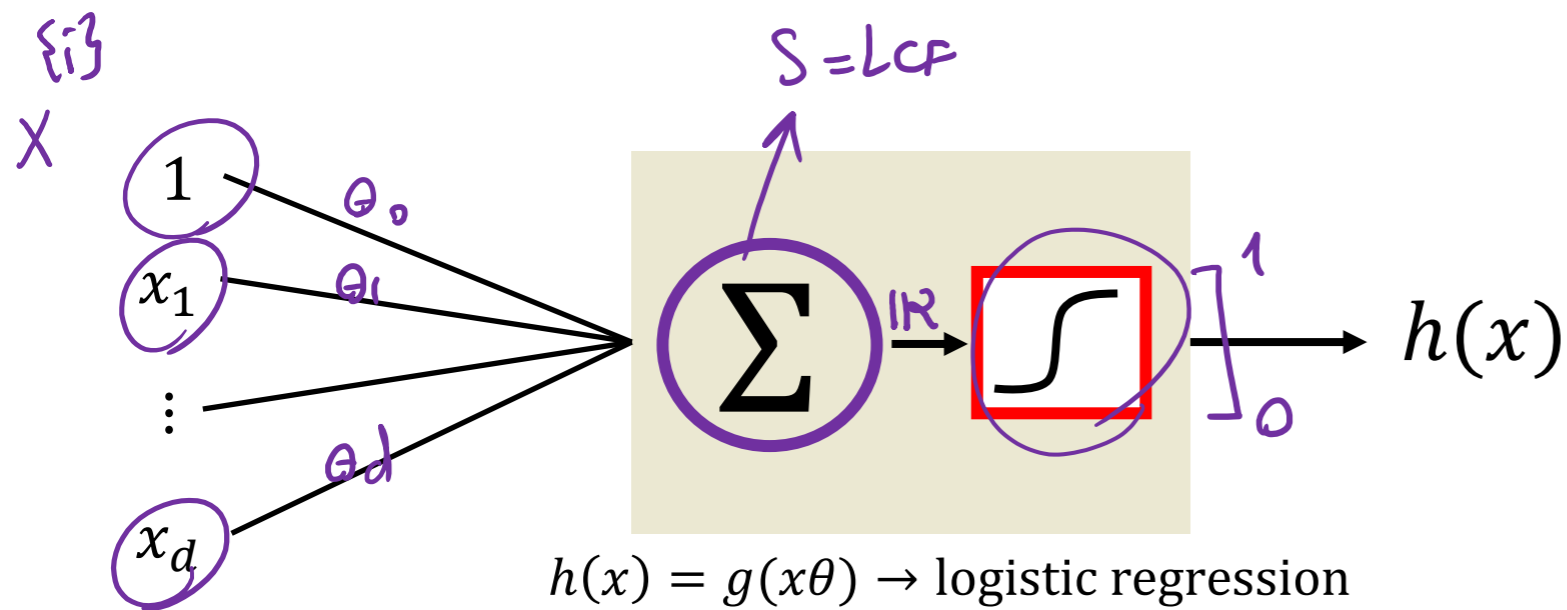 {i}
X
S = LCF
1
θ₀
x₁
θ₁
⋮
θd
x_d
Σ
IR
1
0
h(x)
h(x) = g(xθ) → logistic regression